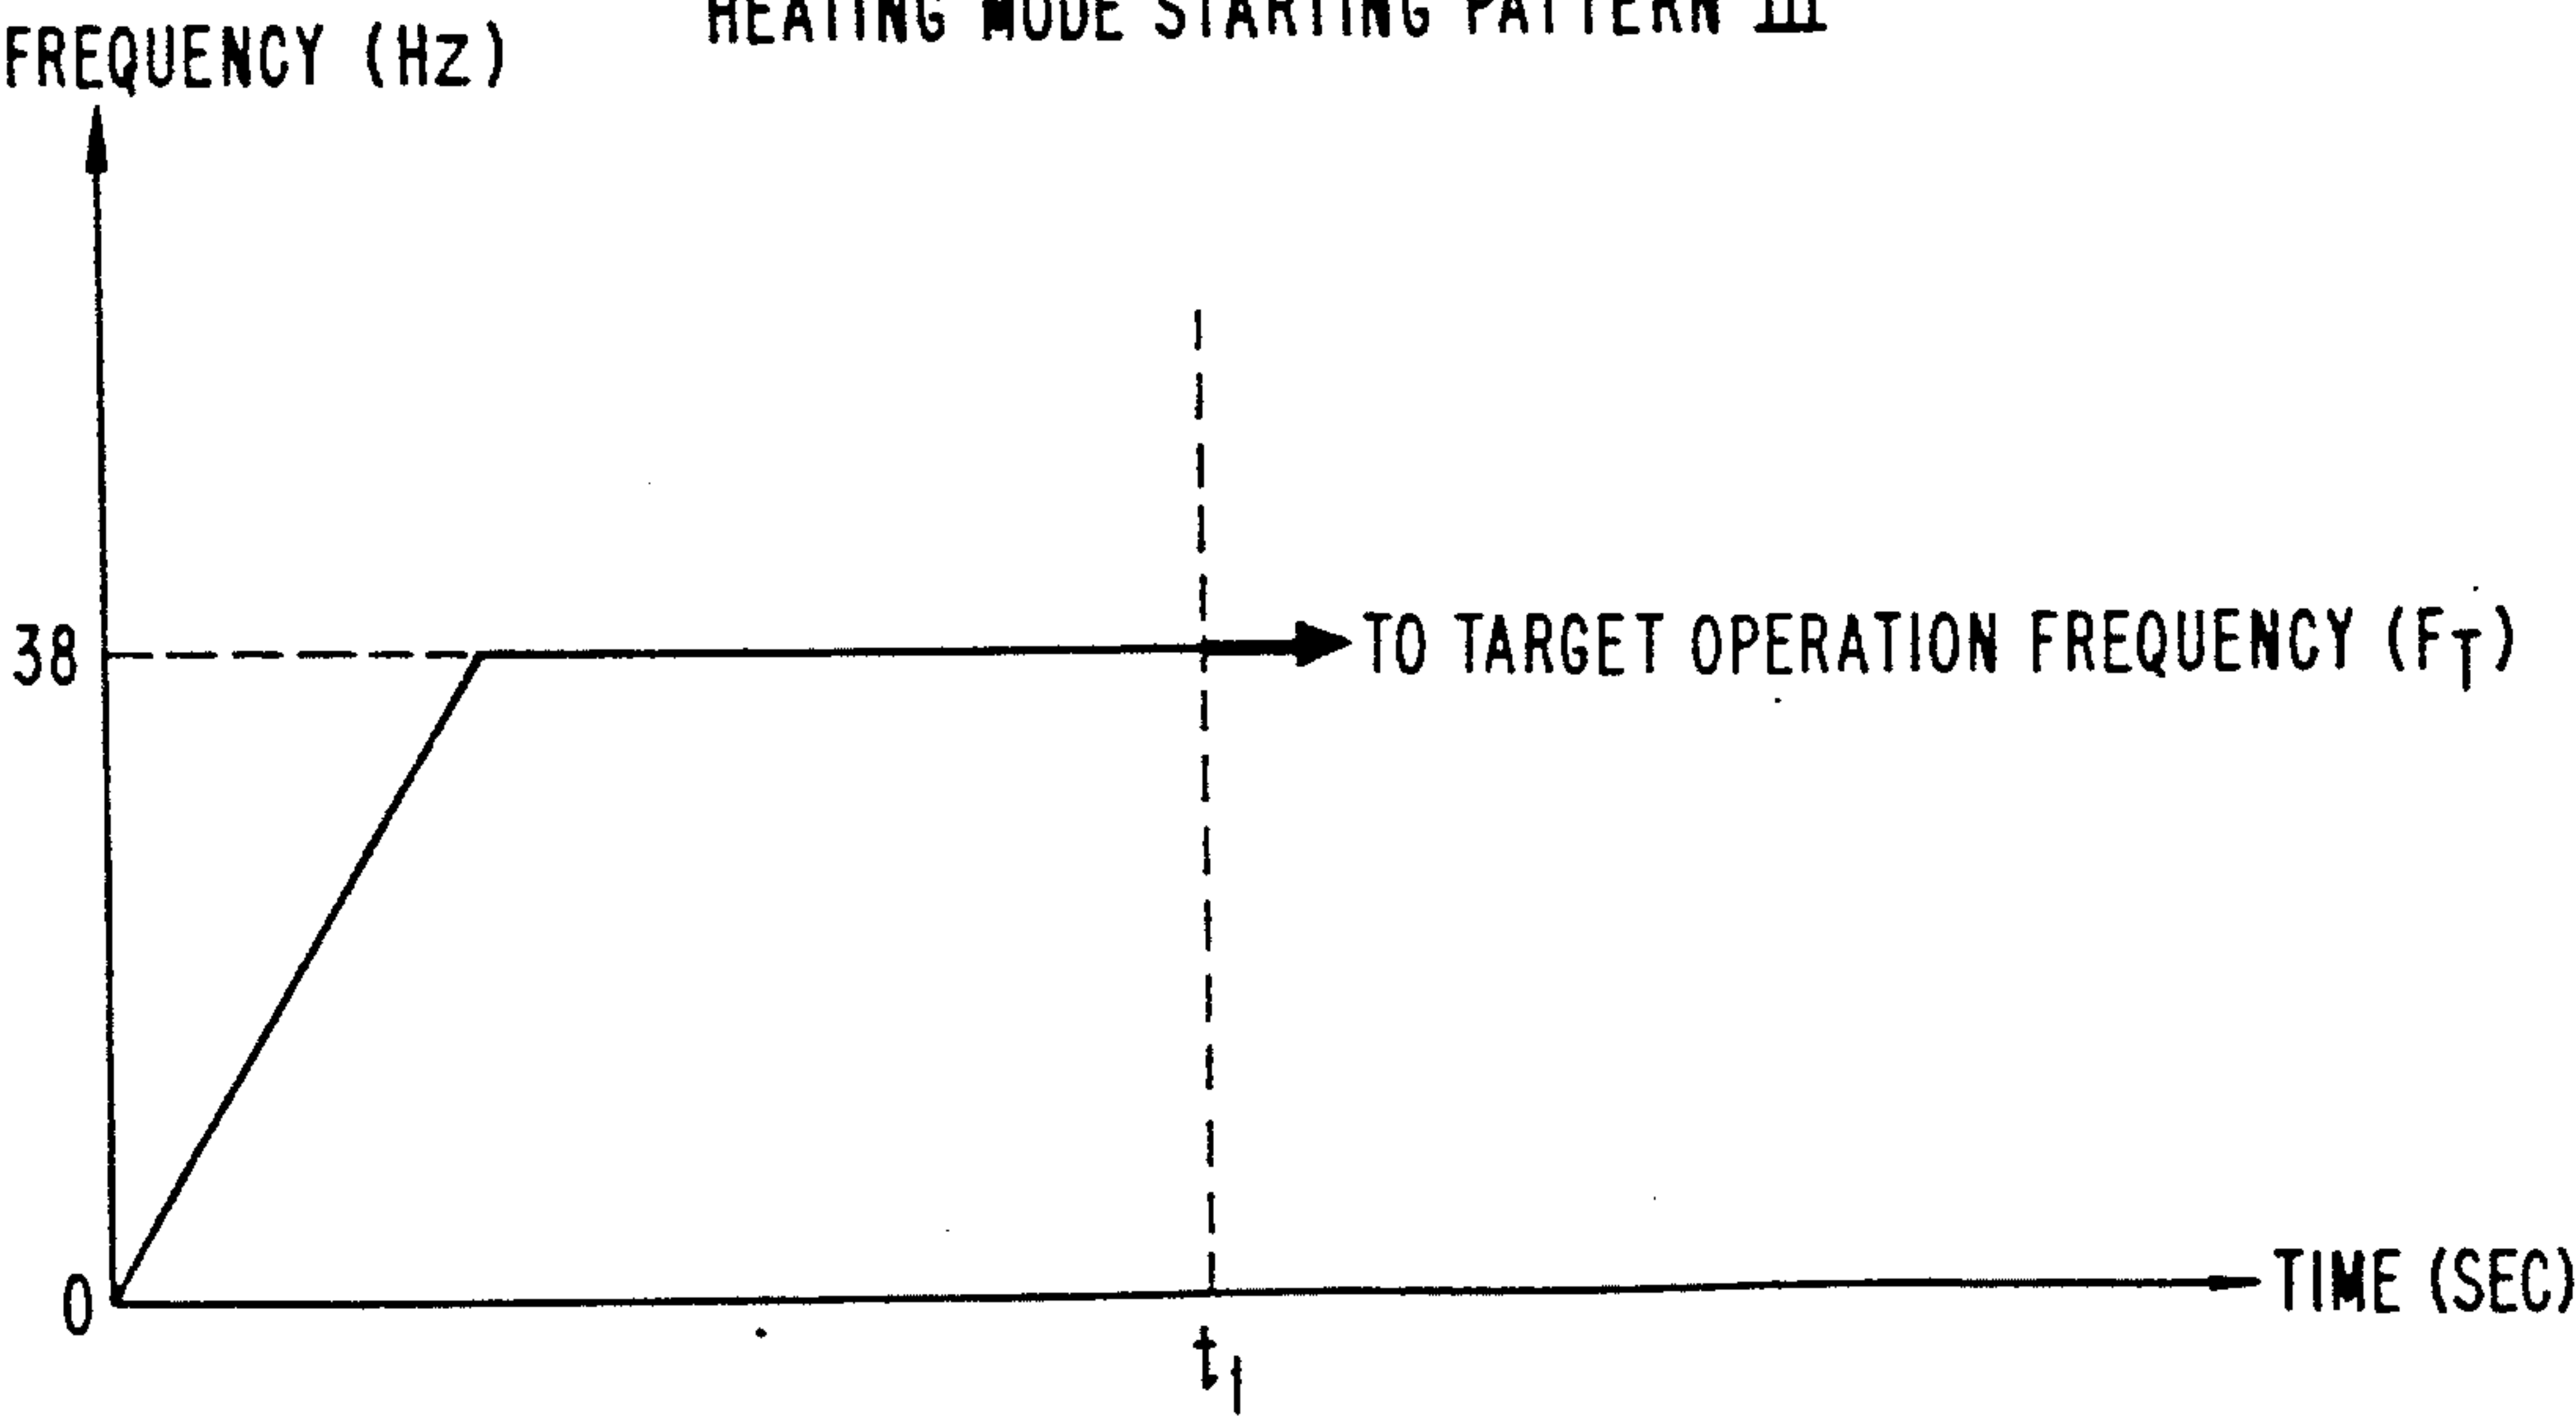 HEATING MODE STARTING PATTERN III
FREQUENCY (Hz)
38
TO TARGET OPERATION FREQUENCY (FT)
0
TIME (SEC)
t1